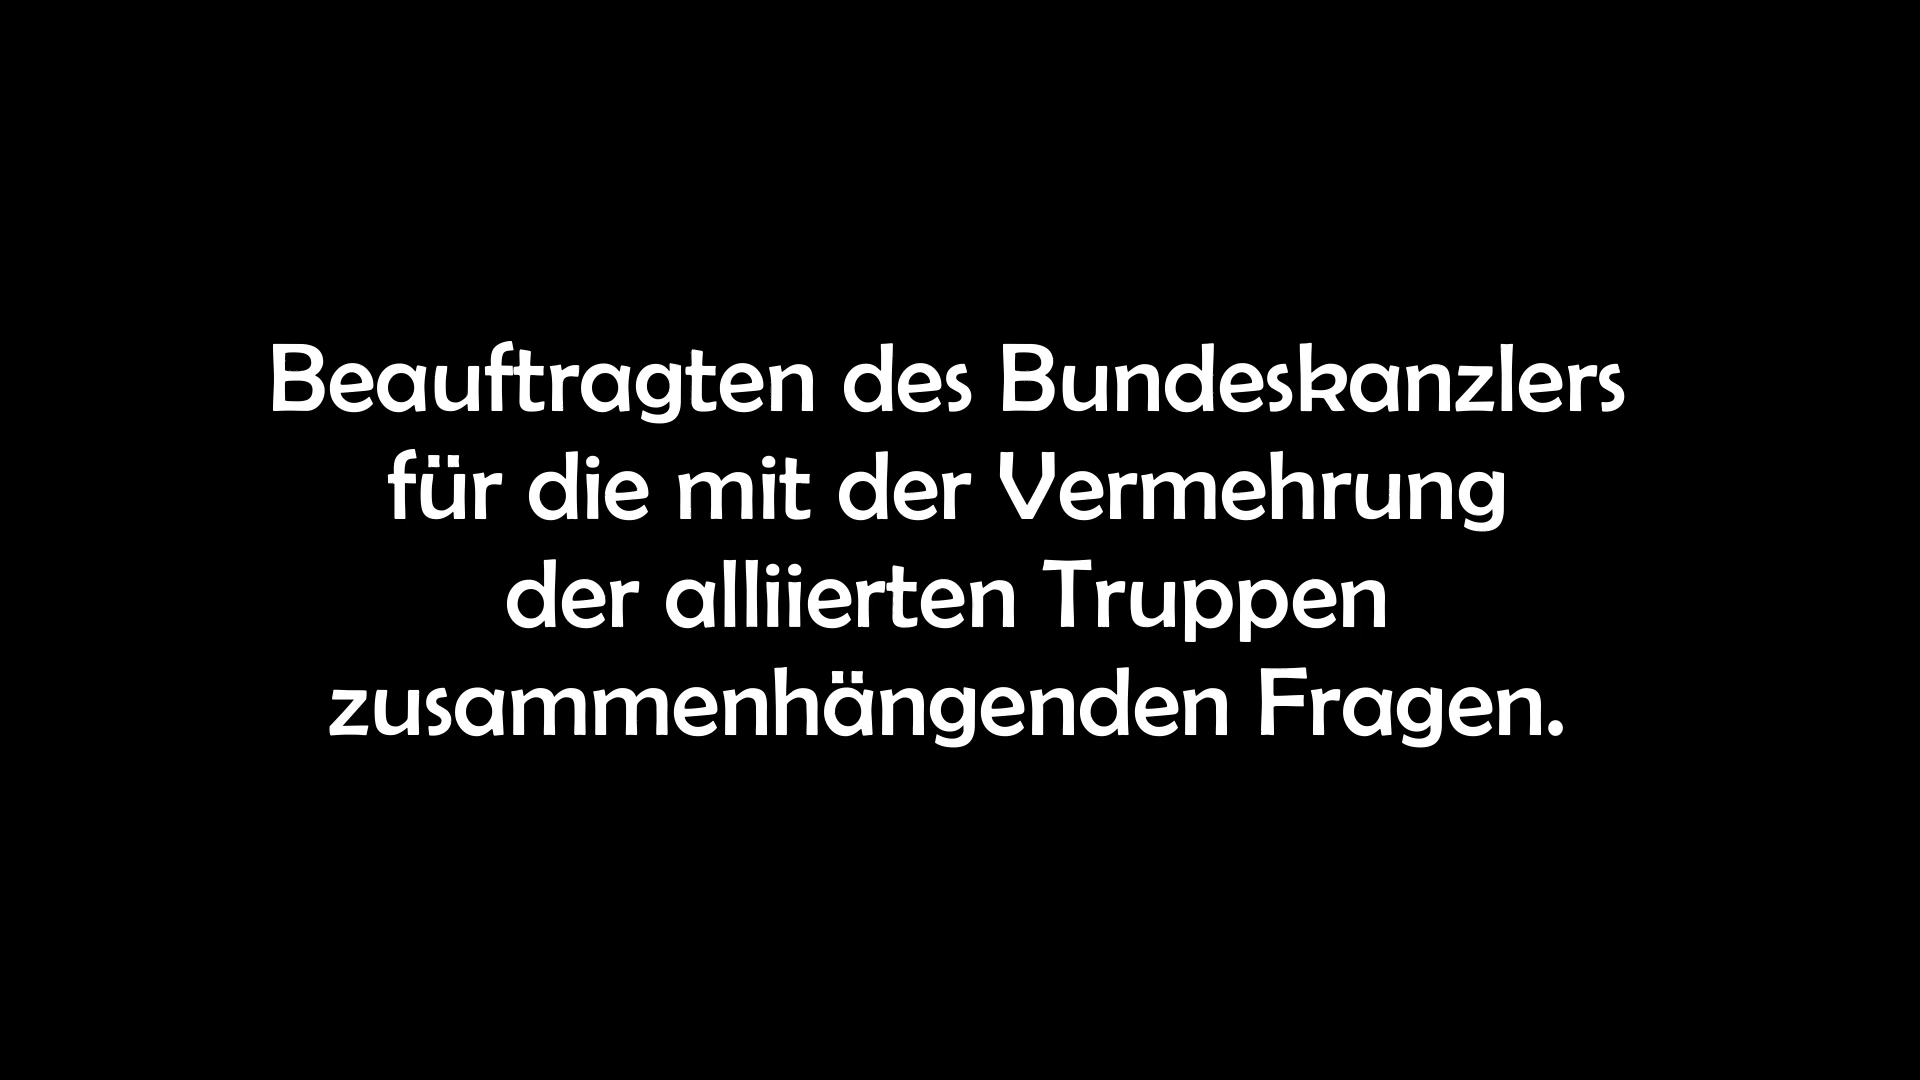 Beauftragten des Bundeskanzlers
für die mit der Vermehrung
der alliierten Truppen
zusammenhängenden Fragen.